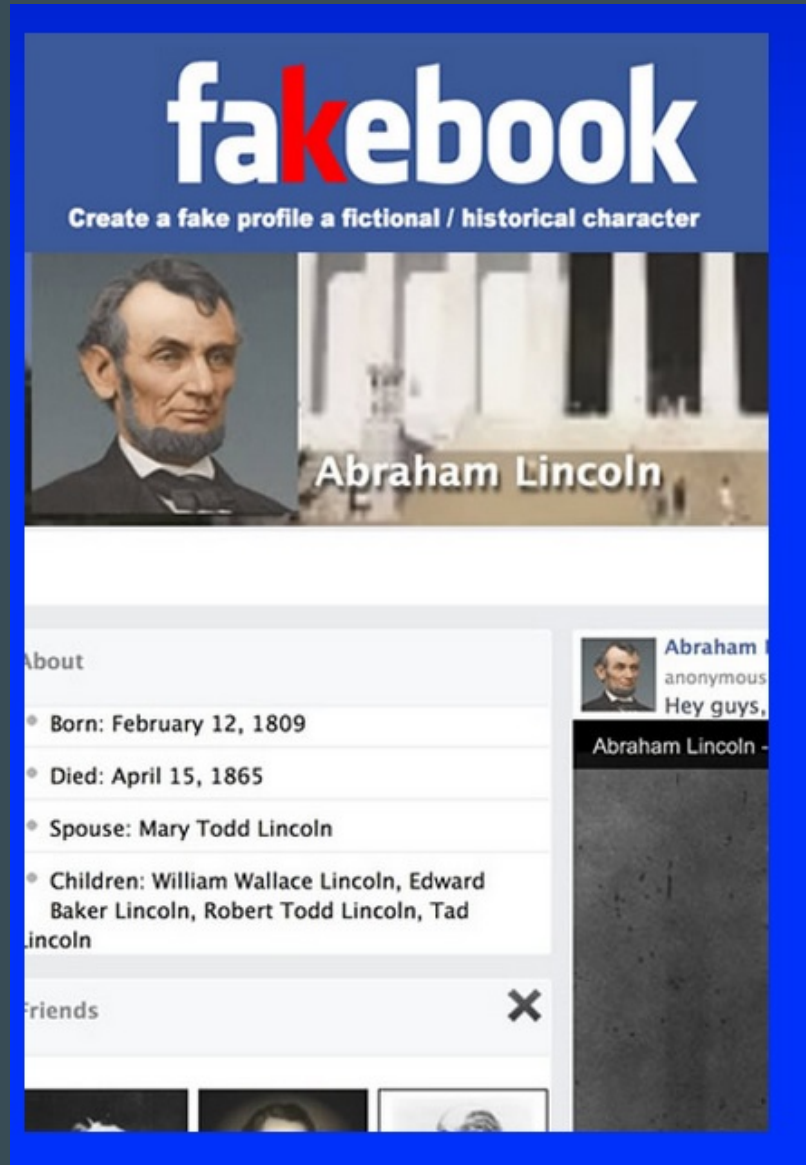 fakebook
Create a fake profile a fictional / historical character
Abraham Lincoln
About
Born: February 12, 1809
Died: April 15, 1865
Spouse: Mary Todd Lincoln
Children: William Wallace Lincoln, Edward
Baker Lincoln, Robert Todd Lincoln, Tad
Lincoln
Friends
Abraham
anonymous
Hey guys,
Abraham Lincoln -